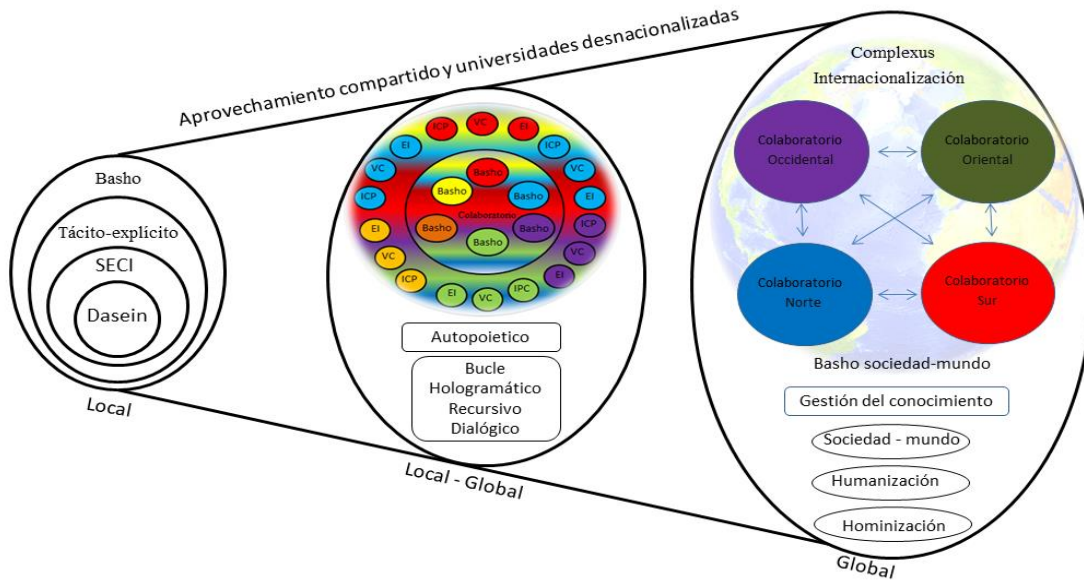 Aprovechamiento compartido y universidades desnacionalizadas
Basho
Tácito-explícito
SECI
Dasein
Local
ICP
VC
EI
ICP
VC
EI
ICP
VC
EI
IPC
VC
EI
ICP
VC
EI
ICP
VC
EI
Basho
Basho
Basho
Colaboratorio
Basho
Basho
Basho
Autopoietico
Bucle
Hologramático
Recursivo
Dialógico
Local - Global
Complexus
Internacionalización
Colaboratorio
Occidental
Colaboratorio
Oriental
Colaboratorio
Norte
Colaboratorio
Sur
Basho sociedad-mundo
Gestión del conocimiento
Sociedad - mundo
Humanización
Hominización
Global